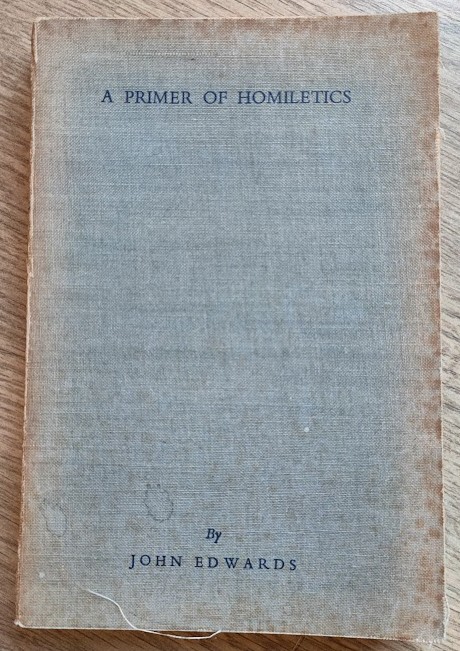 A PRIMER OF HOMILETICS
By
JOHN EDWARDS